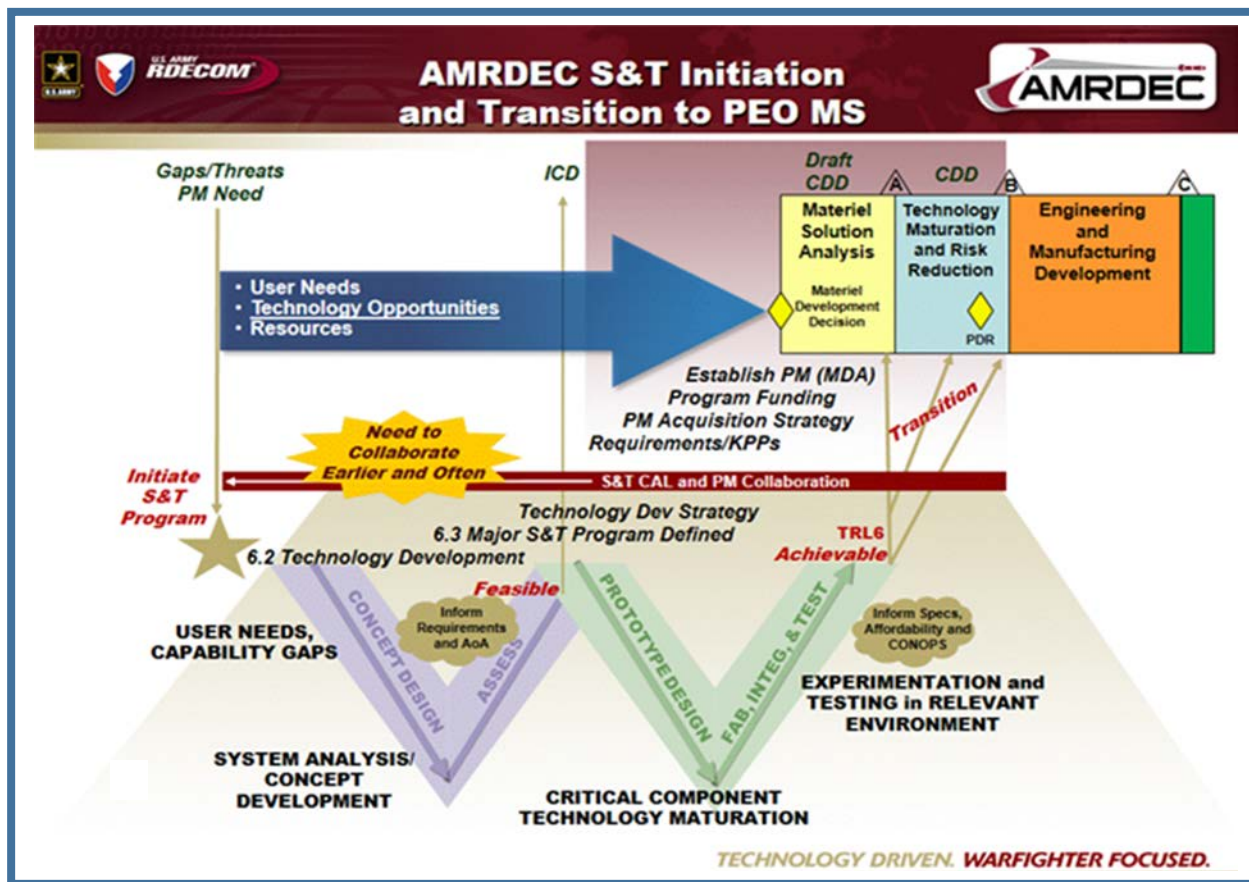 U.S. ARMY
U.S. ARMY
RDECOM®
AMRDEC S&T Initiation
and Transition to PEO MS
AMRDEC
Gaps/Threats
PM Need
ICD
Draft
CDD
A
CDD
B
C
Materiel
Solution
Analysis
Materiel
Development
Decision
Technology
Maturation
and Risk
Reduction
PDR
Engineering
and
Manufacturing
Development
• User Needs
• Technology Opportunities
• Resources
Establish PM (MDA)
Program Funding
PM Acquisition Strategy
Requirements/KPPs
Transition
Need to
Collaborate
Earlier and Often
S&T CAL and PM Collaboration
Initiate
S&T
Program
Technology Dev Strategy
6.3 Major S&T Program Defined
6.2 Technology Development
TRL6
Achievable
Feasible
Inform
Requirements
and AoA
Inform Specs,
Affordability and
CONOPS
CONCEPT DESIGN
ASSESS
PROTOTYPE DESIGN
FAB, INTEG, & TEST
USER NEEDS,
CAPABILITY GAPS
EXPERIMENTATION and
TESTING in RELEVANT
ENVIRONMENT
SYSTEM ANALYSIS/
CONCEPT
DEVELOPMENT
CRITICAL COMPONENT
TECHNOLOGY MATURATION
TECHNOLOGY DRIVEN. WARFIGHTER FOCUSED.